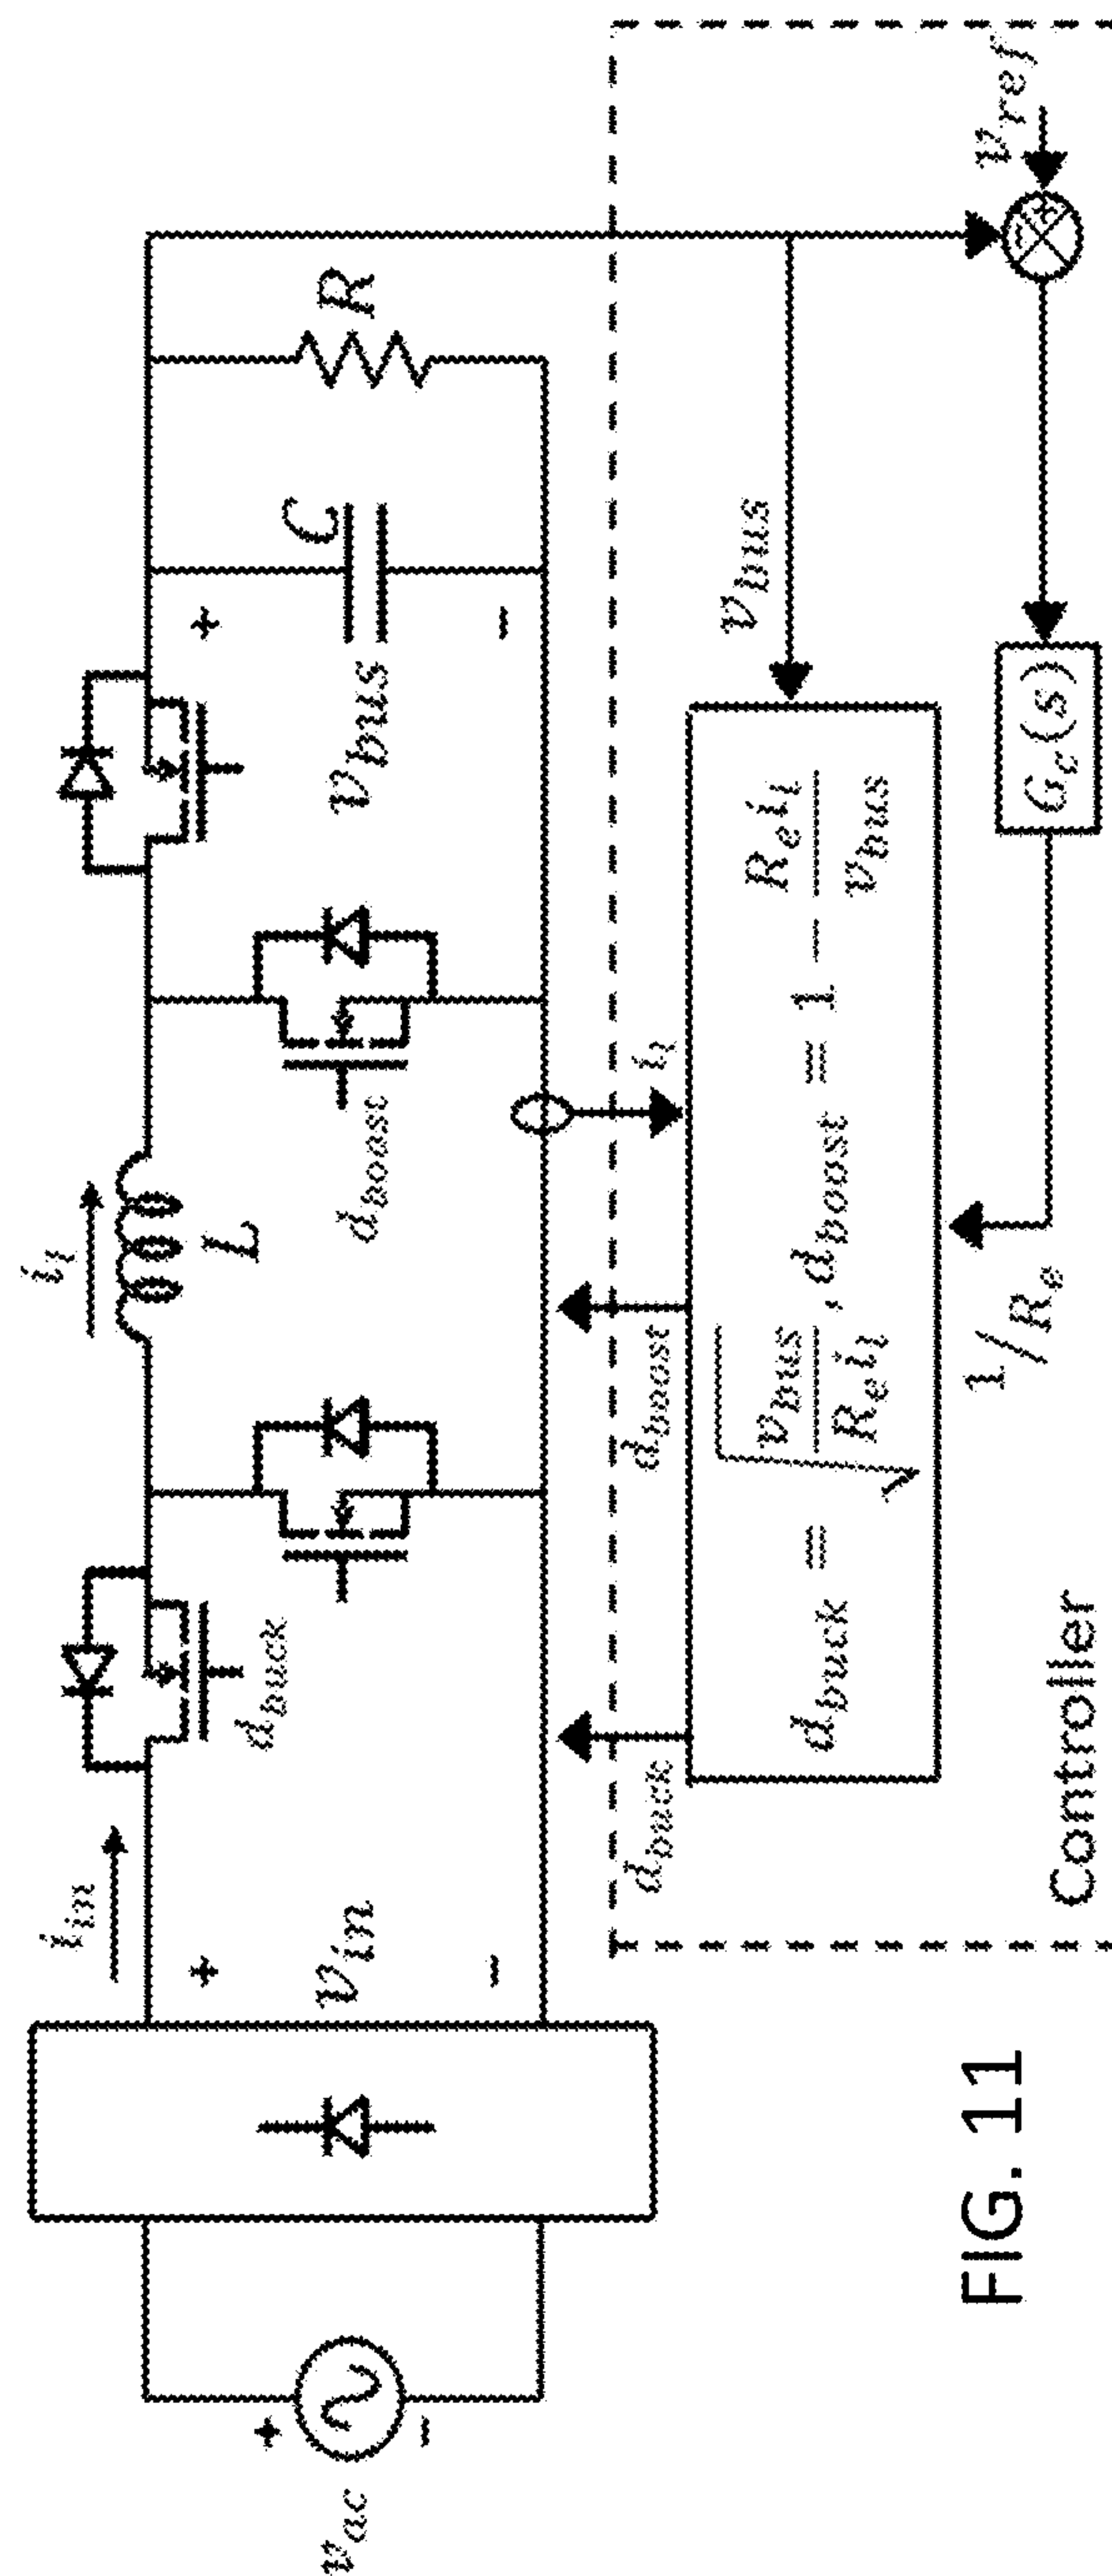 v_ac
+
−
i_in
+
v_in
−
d_buck
i_l
L
d_boost
+
v_bus
−
C
R
d_buck
d_boost
i_l
v_bus
d_buck = √(v_bus / R_e i_l) , d_boost = 1 − R_e i_l / v_bus
1/R_e
G_c(s)
−
+
v_ref
Controller
FIG. 11